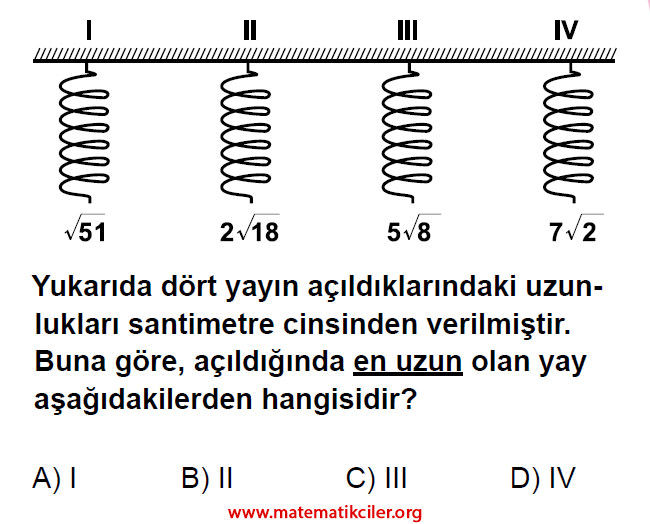 I II III IV
√51 2√18 5√8 7√2
Yukarıda dört yayın açıldıklarındaki uzun-
lukları santimetre cinsinden verilmiştir.
Buna göre, açıldığında en uzun olan yay
aşağıdakilerden hangisidir?
A) I B) II C) III D) IV
www.matematikciler.org